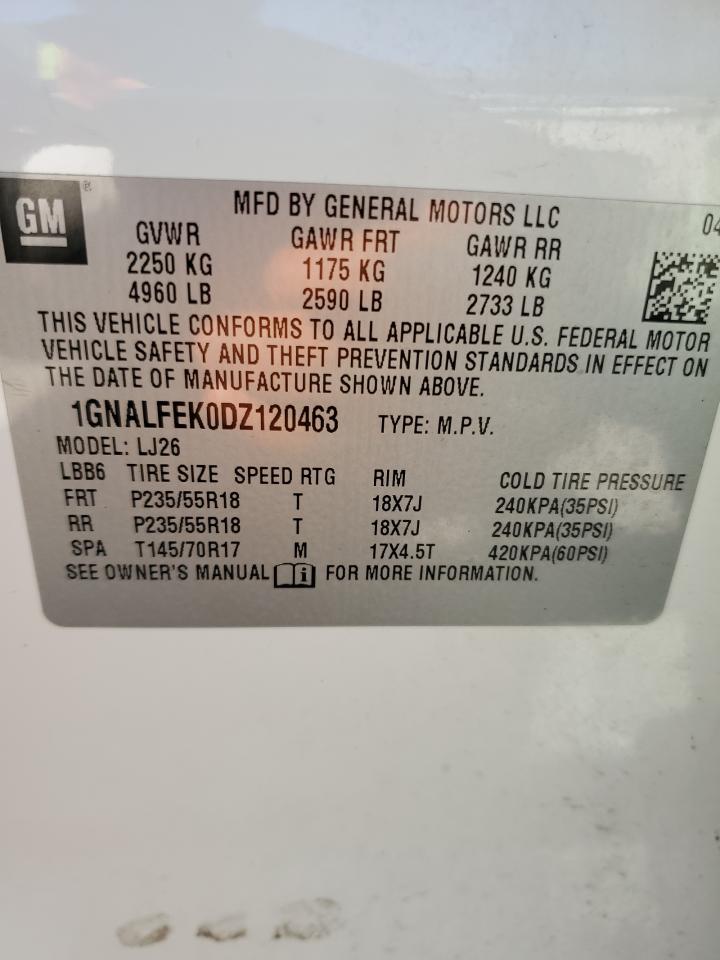 GM ®
MFD BY GENERAL MOTORS LLC 04
GVWR GAWR FRT GAWR RR
2250 KG 1175 KG 1240 KG
4960 LB 2590 LB 2733 LB
THIS VEHICLE CONFORMS TO ALL APPLICABLE U.S. FEDERAL MOTOR
VEHICLE SAFETY AND THEFT PREVENTION STANDARDS IN EFFECT ON
THE DATE OF MANUFACTURE SHOWN ABOVE.
1GNALFEK0DZ120463 TYPE: M.P.V.
MODEL: LJ26
LBB6 TIRE SIZE SPEED RTG RIM COLD TIRE PRESSURE
FRT P235/55R18 T 18X7J 240KPA(35PSI)
RR P235/55R18 T 18X7J 240KPA(35PSI)
SPA T145/70R17 M 17X4.5T 420KPA(60PSI)
SEE OWNER'S MANUAL i FOR MORE INFORMATION.